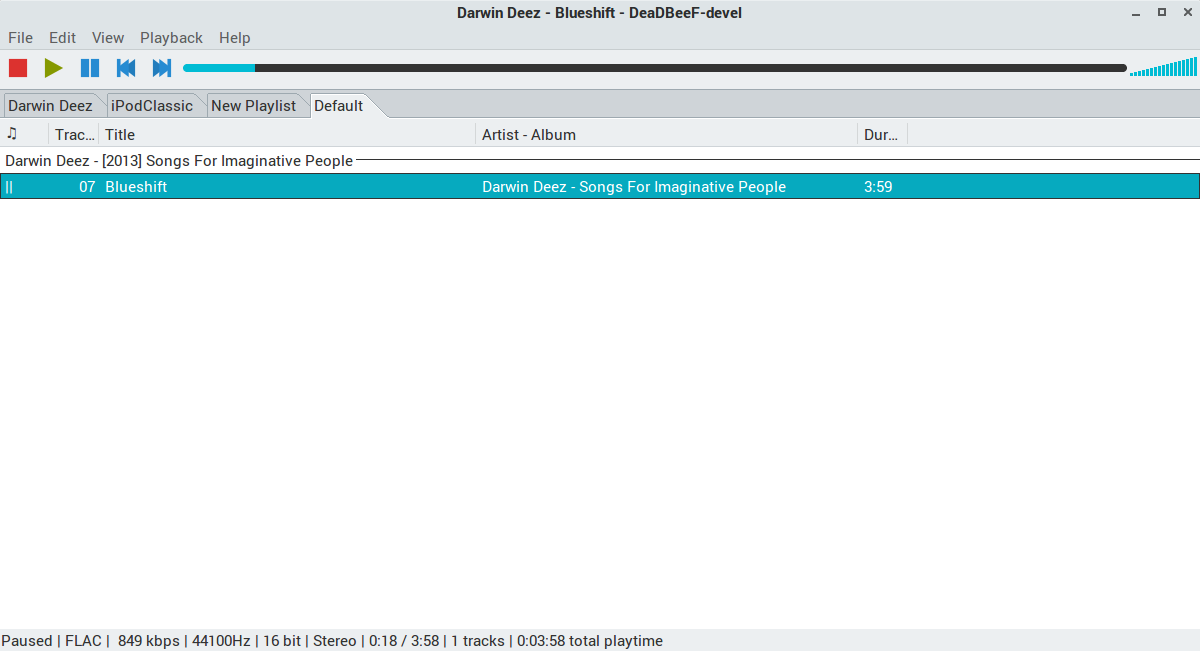 Darwin Deez - Blueshift - DeaDBeeF-devel
File Edit View Playback Help
Darwin Deez iPodClassic New Playlist Default
♫ Trac... Title Artist - Album Dur...
Darwin Deez - [2013] Songs For Imaginative People
07 Blueshift Darwin Deez - Songs For Imaginative People 3:59
Paused | FLAC |  849 kbps | 44100Hz | 16 bit | Stereo | 0:18 / 3:58 | 1 tracks | 0:03:58 total playtime